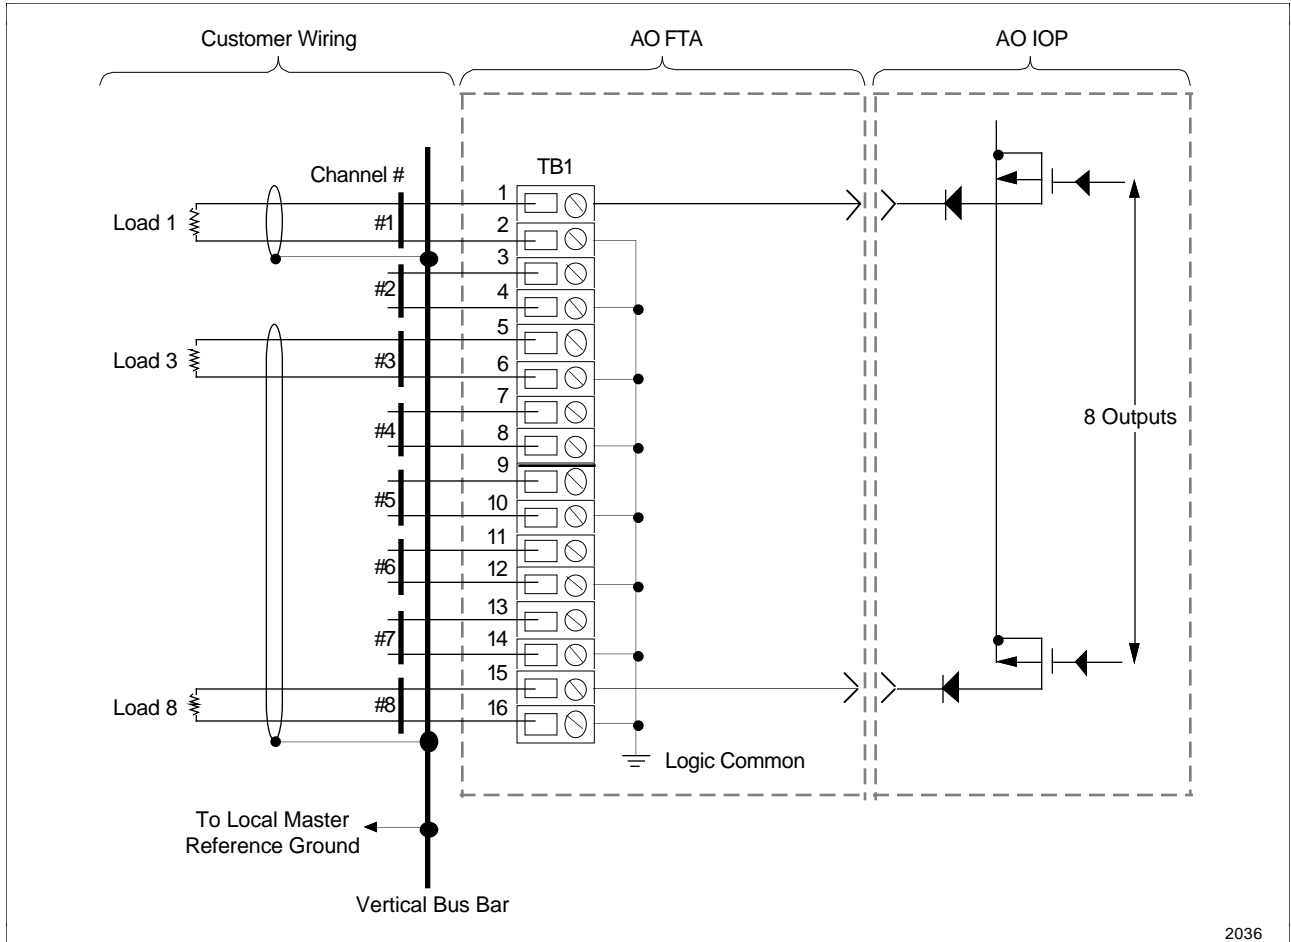 Customer Wiring
AO FTA
AO IOP
Channel #
TB1
Load 1
#1
1
2
3
#2
4
5
Load 3
#3
6
7
#4
8
8 Outputs
9
#5
10
11
#6
12
13
#7
14
15
Load 8
#8
16
Logic Common
To Local Master
Reference Ground
Vertical Bus Bar
2036